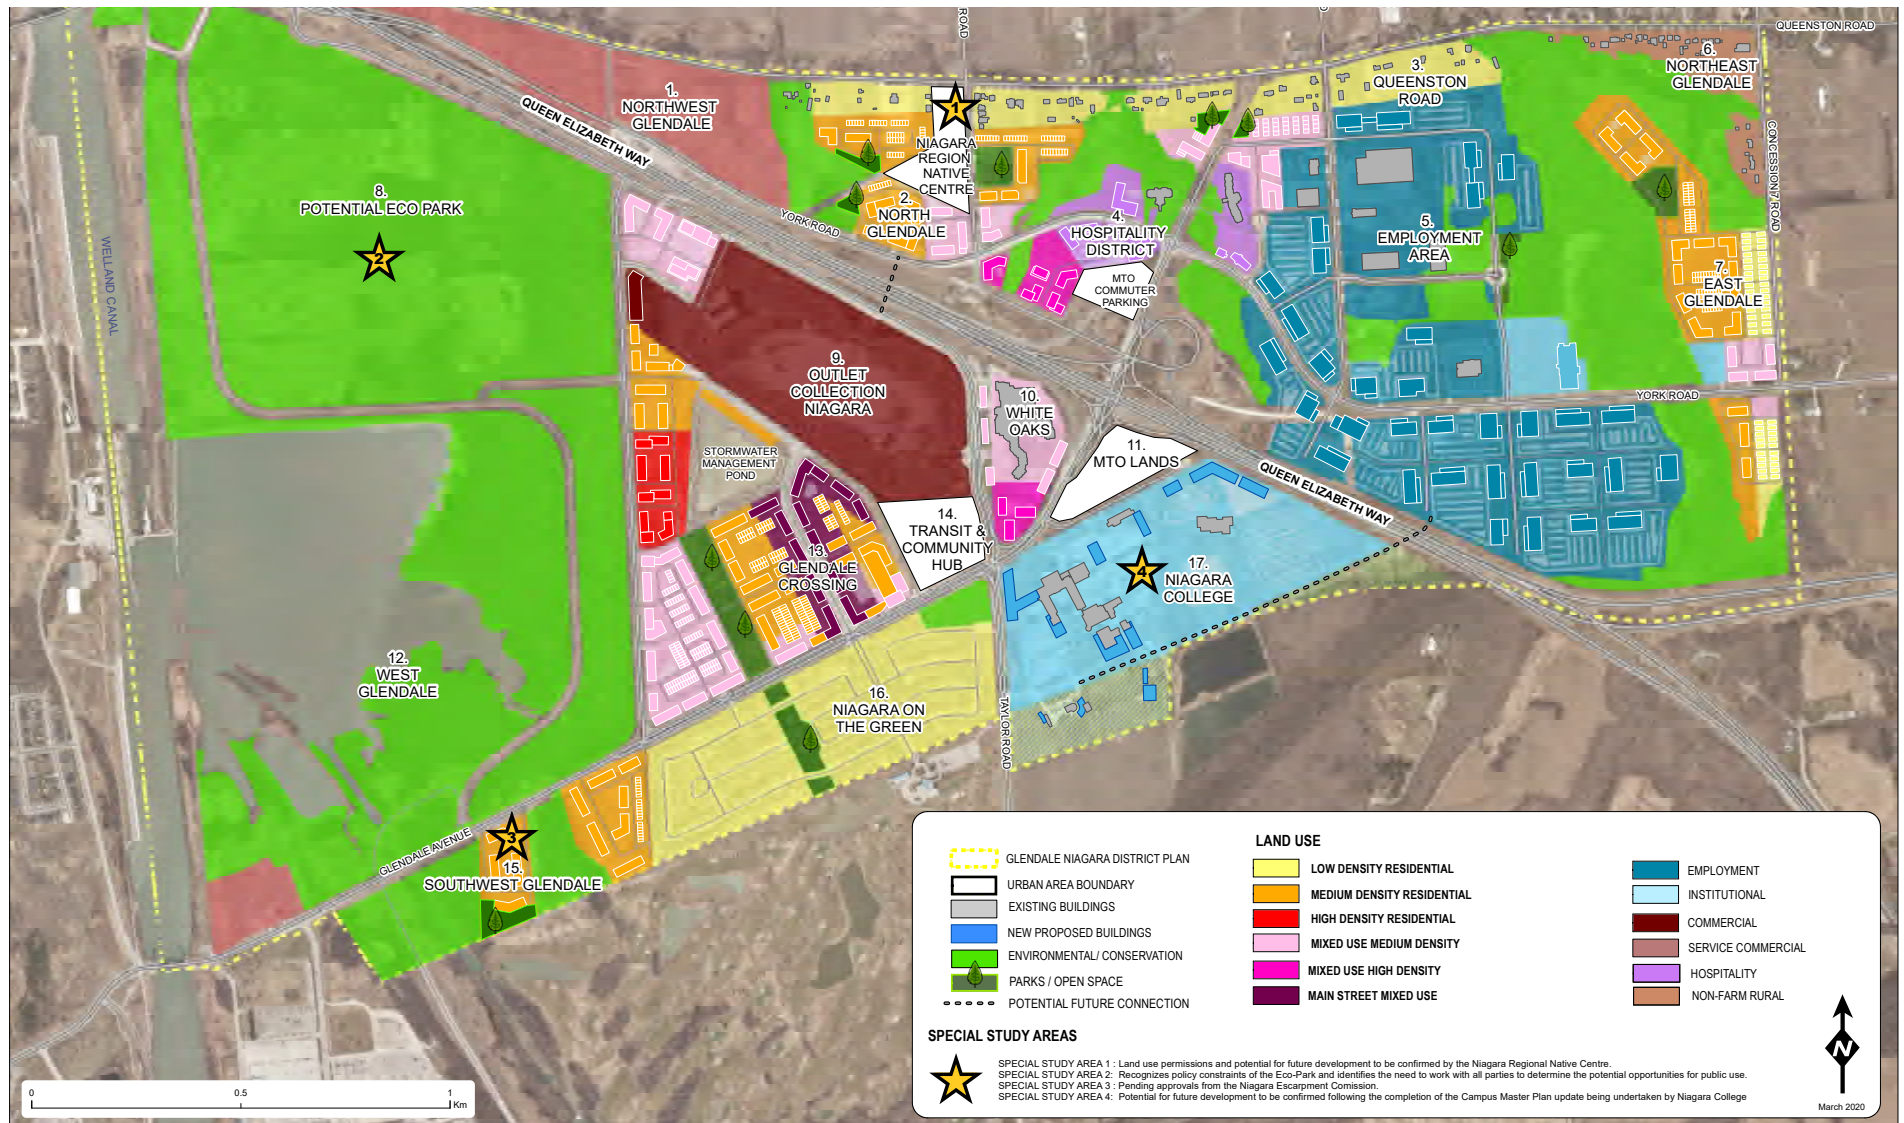 ROAD
QUEENSTON ROAD
1.
NORTHWEST
GLENDALE
QUEEN ELIZABETH WAY
1
NIAGARA
REGION
NATIVE
CENTRE
3.
QUEENSTON
ROAD
6.
NORTHEAST
GLENDALE
CONCESSION 7 ROAD
8.
POTENTIAL ECO PARK
2
WELLAND CANAL
YORK ROAD
2.
NORTH
GLENDALE
4.
HOSPITALITY
DISTRICT
MTO
COMMUTER
PARKING
5.
EMPLOYMENT
AREA
7.
EAST
GLENDALE
9.
OUTLET
COLLECTION
NIAGARA
10.
WHITE
OAKS
YORK ROAD
STORMWATER
MANAGEMENT
POND
11.
MTO LANDS
QUEEN ELIZABETH WAY
14.
TRANSIT &
COMMUNITY
HUB
13.
GLENDALE
CROSSING
4
17.
NIAGARA
COLLEGE
12.
WEST
GLENDALE
16.
NIAGARA ON
THE GREEN
TAYLOR ROAD
GLENDALE AVENUE
3
15.
SOUTHWEST GLENDALE
GLENDALE NIAGARA DISTRICT PLAN
URBAN AREA BOUNDARY
EXISTING BUILDINGS
NEW PROPOSED BUILDINGS
ENVIRONMENTAL/ CONSERVATION
PARKS / OPEN SPACE
POTENTIAL FUTURE CONNECTION
LAND USE
LOW DENSITY RESIDENTIAL
MEDIUM DENSITY RESIDENTIAL
HIGH DENSITY RESIDENTIAL
MIXED USE MEDIUM DENSITY
MIXED USE HIGH DENSITY
MAIN STREET MIXED USE
EMPLOYMENT
INSTITUTIONAL
COMMERCIAL
SERVICE COMMERCIAL
HOSPITALITY
NON-FARM RURAL
SPECIAL STUDY AREAS
SPECIAL STUDY AREA 1 : Land use permissions and potential for future development to be confirmed by the Niagara Regional Native Centre.
SPECIAL STUDY AREA 2: Recognizes policy constraints of the Eco-Park and identifies the need to work with all parties to determine the potential opportunities for public use.
SPECIAL STUDY AREA 3 : Pending approvals from the Niagara Escarpment Comission.
SPECIAL STUDY AREA 4: Potential for future development to be confirmed following the completion of the Campus Master Plan update being undertaken by Niagara College
N
March 2020
0 0.5 1
Km